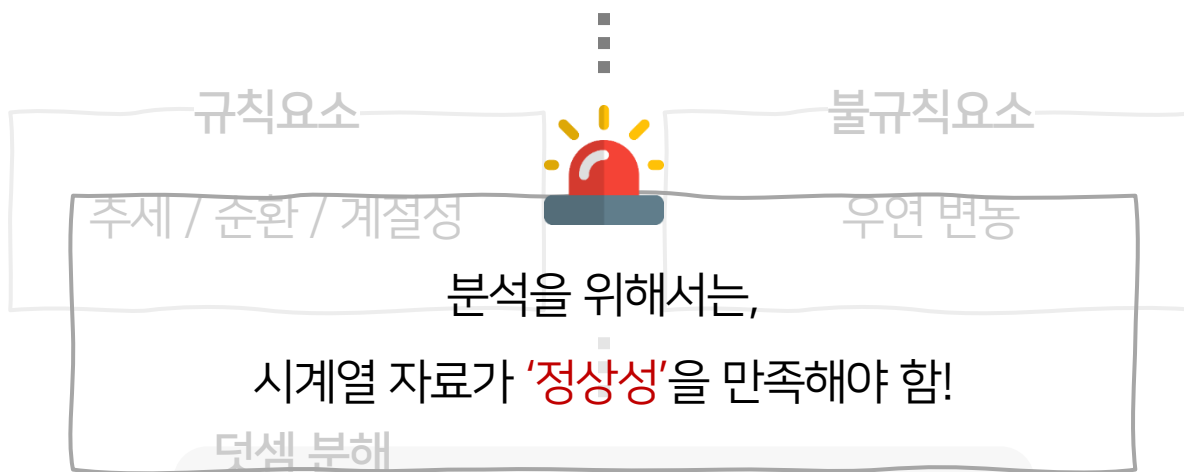 규칙요소
불규칙요소
추세 / 순환 / 계설성
우연 변동
분석을 위해서는,
시계열 자료가 ‘정상성’을 만족해야 함!
덧셈 분해